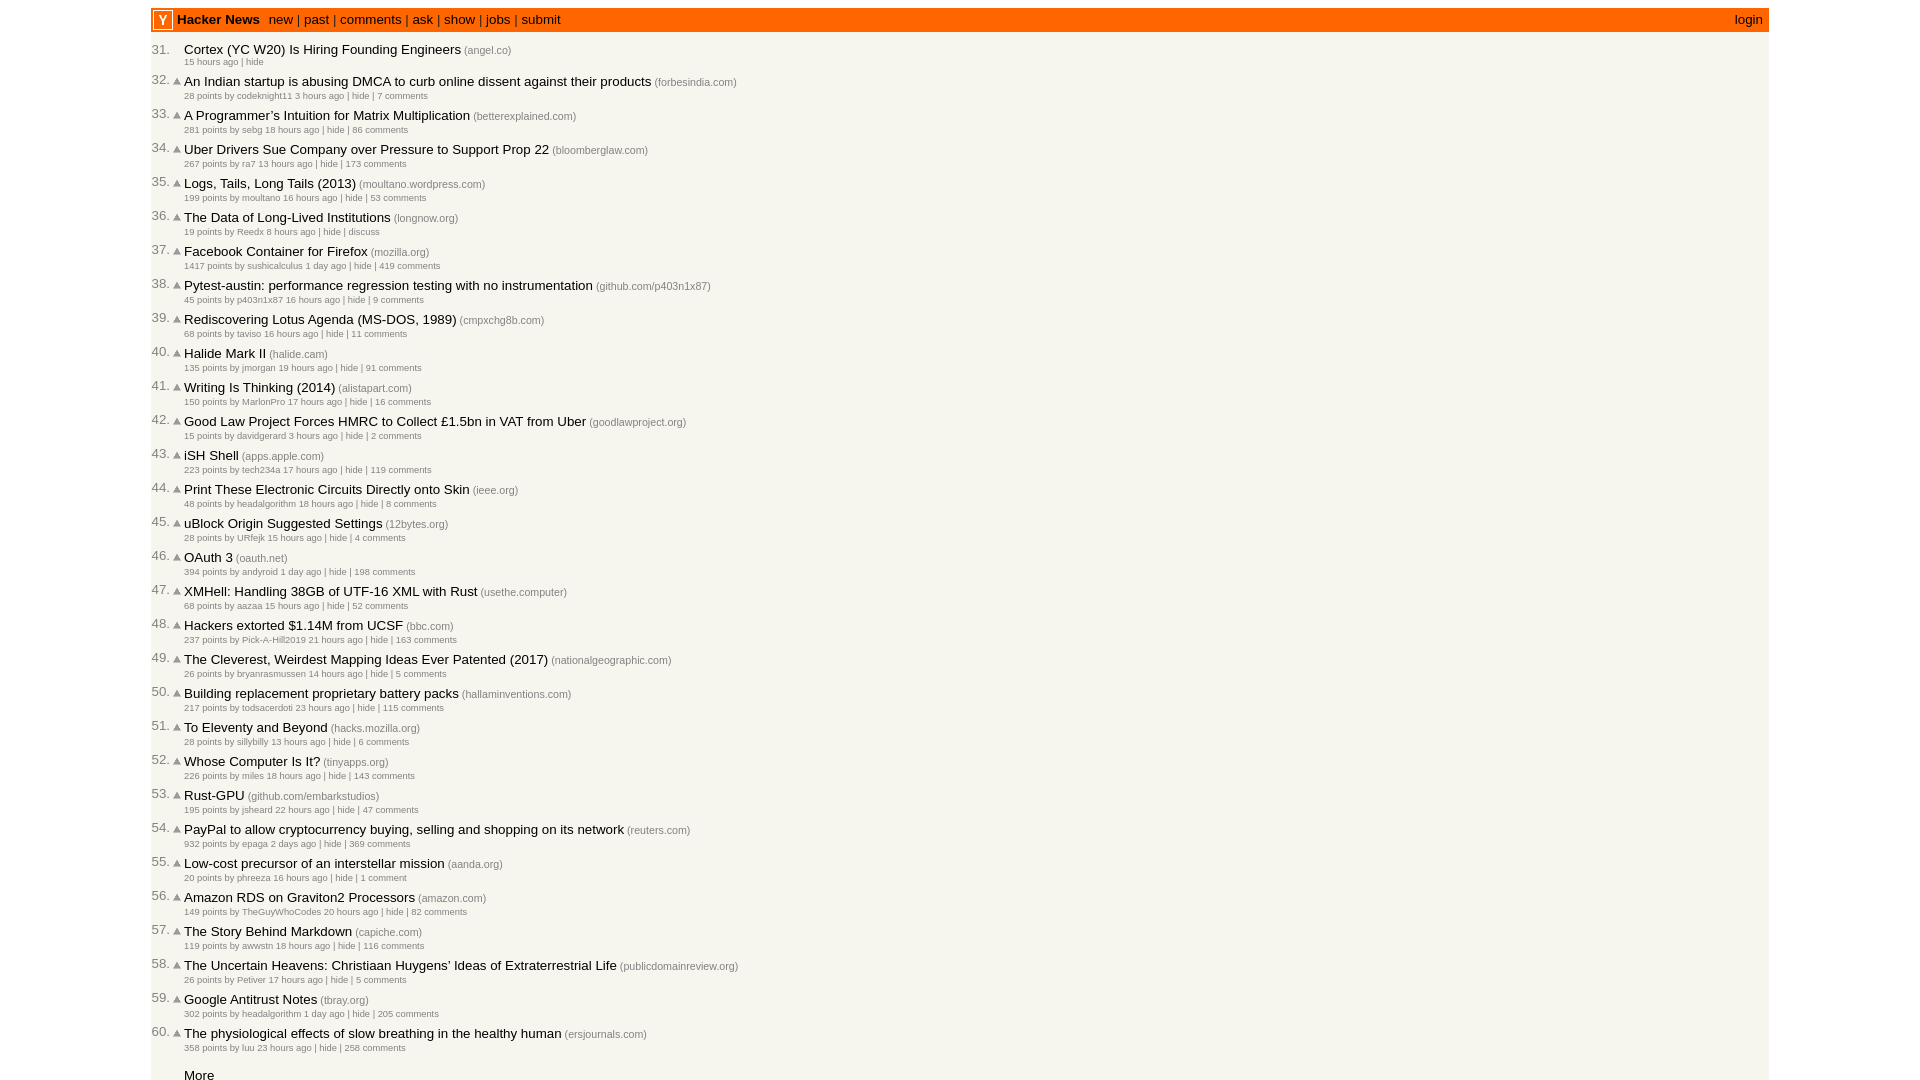 Y Hacker News new | past | comments | ask | show | jobs | submit login
31. Cortex (YC W20) Is Hiring Founding Engineers (angel.co)
15 hours ago | hide
32. An Indian startup is abusing DMCA to curb online dissent against their products (forbesindia.com)
28 points by codeknight11 3 hours ago | hide | 7 comments
33. A Programmer’s Intuition for Matrix Multiplication (betterexplained.com)
281 points by sebg 18 hours ago | hide | 86 comments
34. Uber Drivers Sue Company over Pressure to Support Prop 22 (bloomberglaw.com)
267 points by ra7 13 hours ago | hide | 173 comments
35. Logs, Tails, Long Tails (2013) (moultano.wordpress.com)
199 points by moultano 16 hours ago | hide | 53 comments
36. The Data of Long-Lived Institutions (longnow.org)
19 points by Reedx 8 hours ago | hide | discuss
37. Facebook Container for Firefox (mozilla.org)
1417 points by sushicalculus 1 day ago | hide | 419 comments
38. Pytest-austin: performance regression testing with no instrumentation (github.com/p403n1x87)
45 points by p403n1x87 16 hours ago | hide | 9 comments
39. Rediscovering Lotus Agenda (MS-DOS, 1989) (cmpxchg8b.com)
68 points by taviso 16 hours ago | hide | 11 comments
40. Halide Mark II (halide.cam)
135 points by jmorgan 19 hours ago | hide | 91 comments
41. Writing Is Thinking (2014) (alistapart.com)
150 points by MarlonPro 17 hours ago | hide | 16 comments
42. Good Law Project Forces HMRC to Collect £1.5bn in VAT from Uber (goodlawproject.org)
15 points by davidgerard 3 hours ago | hide | 2 comments
43. iSH Shell (apps.apple.com)
223 points by tech234a 17 hours ago | hide | 119 comments
44. Print These Electronic Circuits Directly onto Skin (ieee.org)
48 points by headalgorithm 18 hours ago | hide | 8 comments
45. uBlock Origin Suggested Settings (12bytes.org)
28 points by URfejk 15 hours ago | hide | 4 comments
46. OAuth 3 (oauth.net)
394 points by andyroid 1 day ago | hide | 198 comments
47. XMHell: Handling 38GB of UTF-16 XML with Rust (usethe.computer)
68 points by aazaa 15 hours ago | hide | 52 comments
48. Hackers extorted $1.14M from UCSF (bbc.com)
237 points by Pick-A-Hill2019 21 hours ago | hide | 163 comments
49. The Cleverest, Weirdest Mapping Ideas Ever Patented (2017) (nationalgeographic.com)
26 points by bryanrasmussen 14 hours ago | hide | 5 comments
50. Building replacement proprietary battery packs (hallaminventions.com)
217 points by todsacerdoti 23 hours ago | hide | 115 comments
51. To Eleventy and Beyond (hacks.mozilla.org)
28 points by sillybilly 13 hours ago | hide | 6 comments
52. Whose Computer Is It? (tinyapps.org)
226 points by miles 18 hours ago | hide | 143 comments
53. Rust-GPU (github.com/embarkstudios)
195 points by jsheard 22 hours ago | hide | 47 comments
54. PayPal to allow cryptocurrency buying, selling and shopping on its network (reuters.com)
932 points by epaga 2 days ago | hide | 369 comments
55. Low-cost precursor of an interstellar mission (aanda.org)
20 points by phreeza 16 hours ago | hide | 1 comment
56. Amazon RDS on Graviton2 Processors (amazon.com)
149 points by TheGuyWhoCodes 20 hours ago | hide | 82 comments
57. The Story Behind Markdown (capiche.com)
119 points by awwstn 18 hours ago | hide | 116 comments
58. The Uncertain Heavens: Christiaan Huygens’ Ideas of Extraterrestrial Life (publicdomainreview.org)
26 points by Petiver 17 hours ago | hide | 5 comments
59. Google Antitrust Notes (tbray.org)
302 points by headalgorithm 1 day ago | hide | 205 comments
60. The physiological effects of slow breathing in the healthy human (ersjournals.com)
358 points by luu 23 hours ago | hide | 258 comments
More